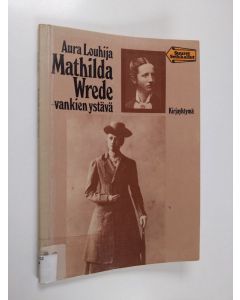 Aura Louhija
Mathilda
Wrede
-vankien ystävä
Kirjayhtymä